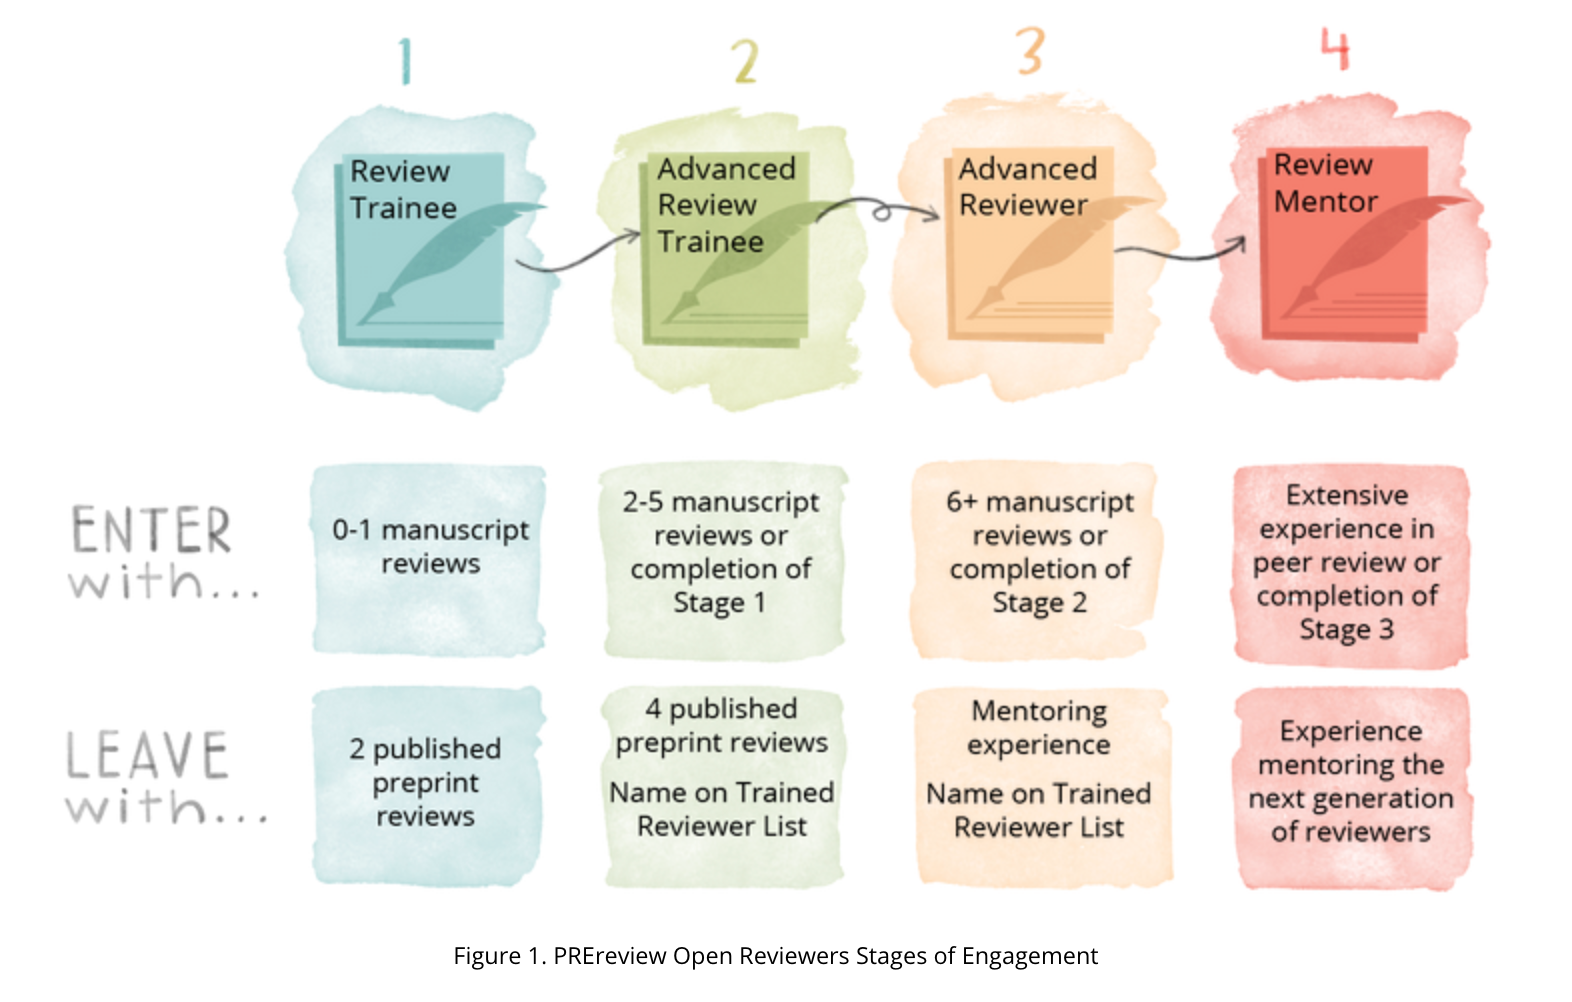 1
2
3
4
Review
Trainee
Advanced
Review
Trainee
Advanced
Reviewer
Review
Mentor
ENTER
with...
0-1 manuscript
reviews
2-5 manuscript
reviews or
completion of
Stage 1
6+ manuscript
reviews or
completion of
Stage 2
Extensive
experience in
peer review or
completion of
Stage 3
LEAVE
with...
2 published
preprint
reviews
4 published
preprint reviews
Name on Trained
Reviewer List
Mentoring
experience
Name on Trained
Reviewer List
Experience
mentoring the
next generation
of reviewers
Figure 1. PREreview Open Reviewers Stages of Engagement